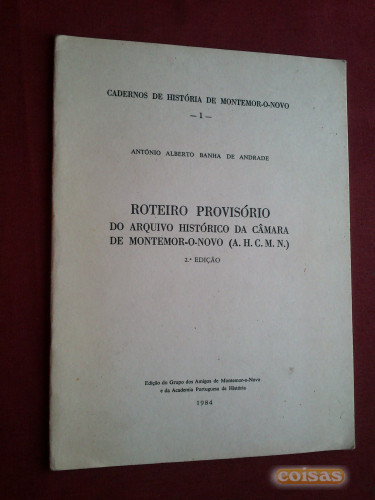 CADERNOS DE HISTÓRIA DE MONTEMOR-O-NOVO
— 1 —
ANTÓNIO ALBERTO BANHA DE ANDRADE
ROTEIRO PROVISÓRIO
DO ARQUIVO HISTÓRICO DA CÂMARA
DE MONTEMOR-O-NOVO (A. H. C. M. N.)
2.ª EDIÇÃO
Edição do Grupo dos Amigos de Montemor-o-Novo
e da Academia Portuguesa de História
1984
coisas